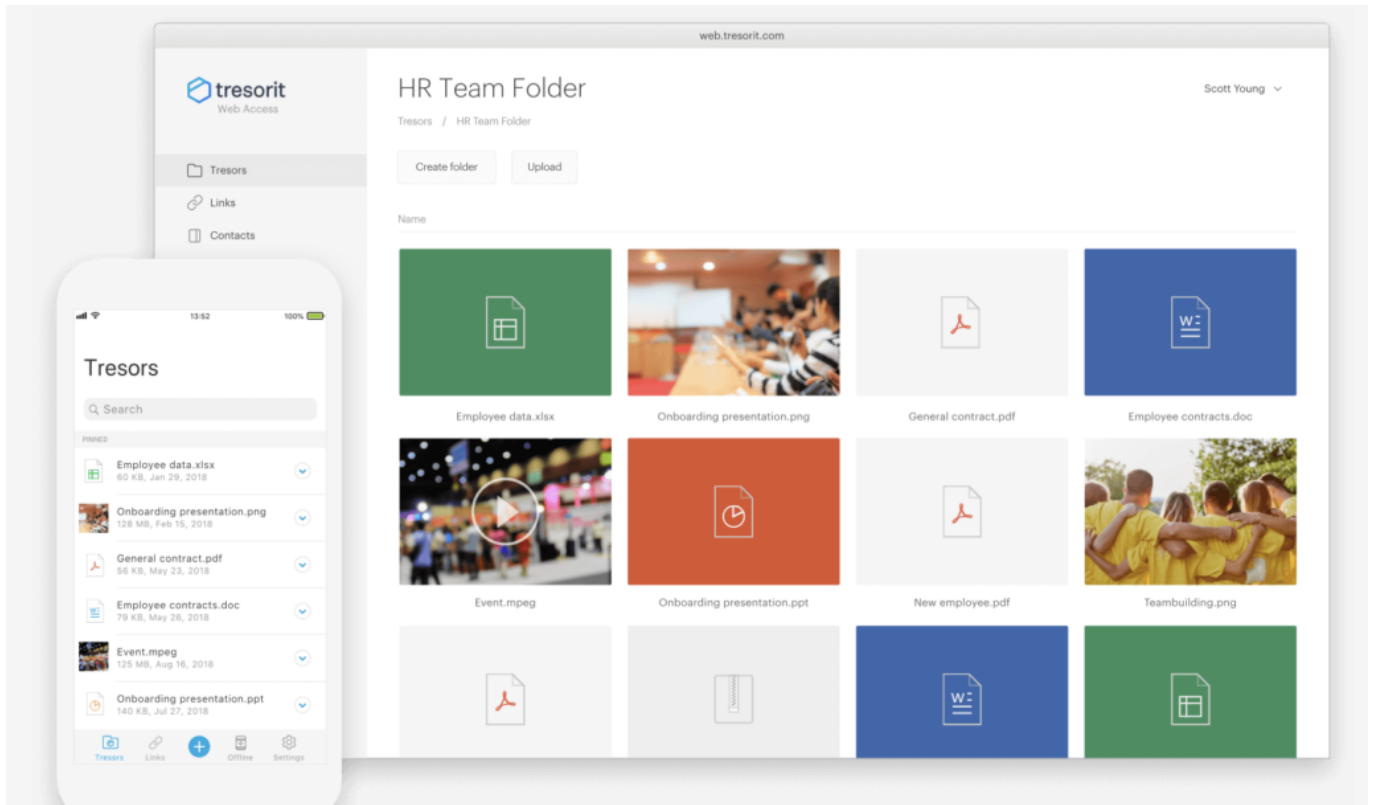 web.tresorit.com
tresorit
Web Access
Tresors
Links
Contacts
HR Team Folder
Scott Young
Tresors / HR Team Folder
Create folder
Upload
Name
Employee data.xlsx
Onboarding presentation.png
General contract.pdf
Employee contracts.doc
Event.mpeg
Onboarding presentation.ppt
New employee.pdf
Teambuilding.png
W
W
13:52
100%
Tresors
Search
PINNED
Employee data.xlsx
60 KB, Jan 29, 2018
Onboarding presentation.png
128 MB, Feb 15, 2018
General contract.pdf
56 KB, May 23, 2018
Employee contracts.doc
79 KB, May 26, 2018
Event.mpeg
125 MB, Aug 16, 2018
Onboarding presentation.ppt
140 KB, Jul 27, 2018
Tresors
Links
Offline
Settings